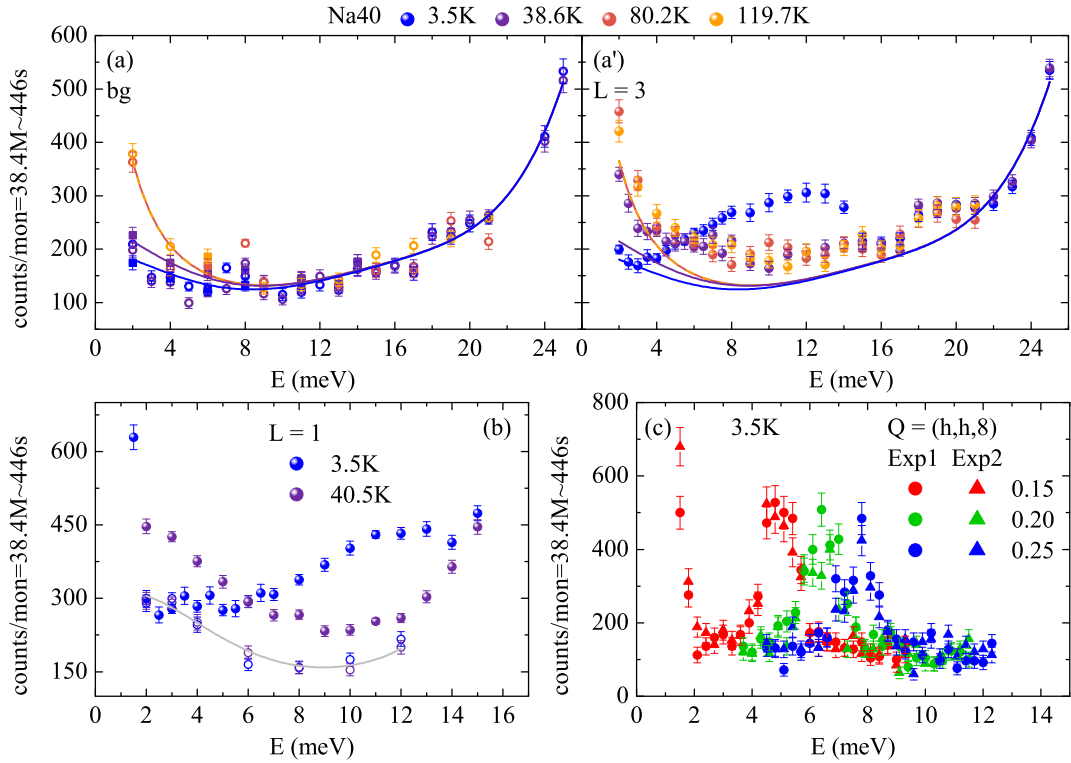 Na40 3.5K 38.6K 80.2K 119.7K
600
500
400
300
200
100
counts/mon=38.4M~446s
(a)
bg
0 4 8 12 16 20 24
E (meV)
(a')
L = 3
0 4 8 12 16 20 24
E (meV)
600
450
300
150
counts/mon=38.4M~446s
L = 1
(b)
3.5K
40.5K
0 2 4 6 8 10 12 14 16
E (meV)
800
600
400
200
0
counts/mon=38.4M~446s
(c) 3.5K Q = (h,h,8)
Exp1 Exp2
0.15
0.20
0.25
0 2 4 6 8 10 12 14
E (meV)